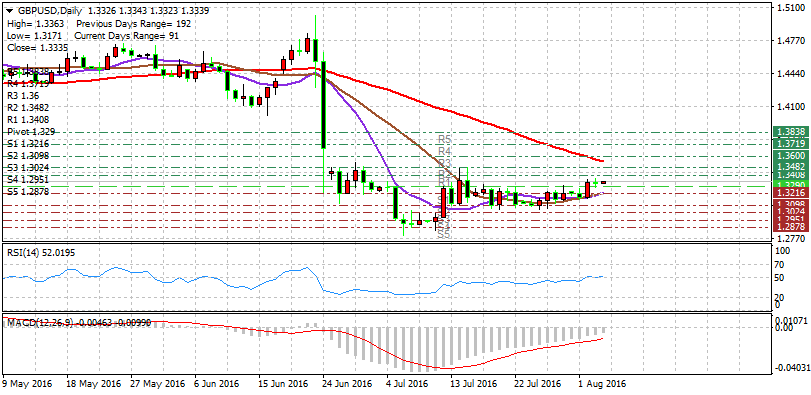 GBPUSD,Daily 1.3326 1.3343 1.3323 1.3339
High= 1.3363 Previous Days Range= 192
Low= 1.3171 Current Days Range= 91
Close= 1.3335
R4 1.3719
R3 1.36
R2 1.3482
R1 1.3408
Pivot 1.329
S1 1.3216
S2 1.3098
S3 1.3024
S4 1.2951
S5 1.2878
R5
R4
R3
S5
1.5100
1.4770
1.4440
1.4100
1.3838
1.3719
1.3600
1.3482
1.3408
1.3290
1.3216
1.3098
1.3024
1.2951
1.2878
1.2770
RSI(14) 52.0195
100
70
50
20
0
MACD(12,26,9) -0.00463 -0.00990
0.01071
0.00
-0.04031
9 May 2016
18 May 2016
27 May 2016
6 Jun 2016
15 Jun 2016
24 Jun 2016
4 Jul 2016
13 Jul 2016
22 Jul 2016
1 Aug 2016